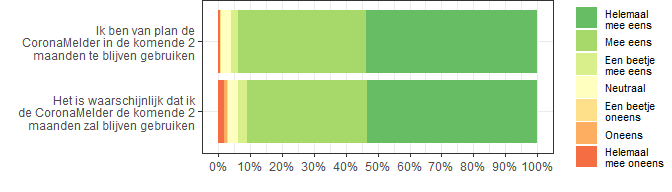 Ik ben van plan de
CoronaMelder in de komende 2
maanden te blijven gebruiken
Het is waarschijnlijk dat ik
de CoronaMelder de komende 2
maanden zal blijven gebruiken
0% 10% 20% 30% 40% 50% 60% 70% 80% 90% 100%
Helemaal
mee eens
Mee eens
Een beetje
mee eens
Neutraal
Een beetje
oneens
Oneens
Helemaal
mee oneens